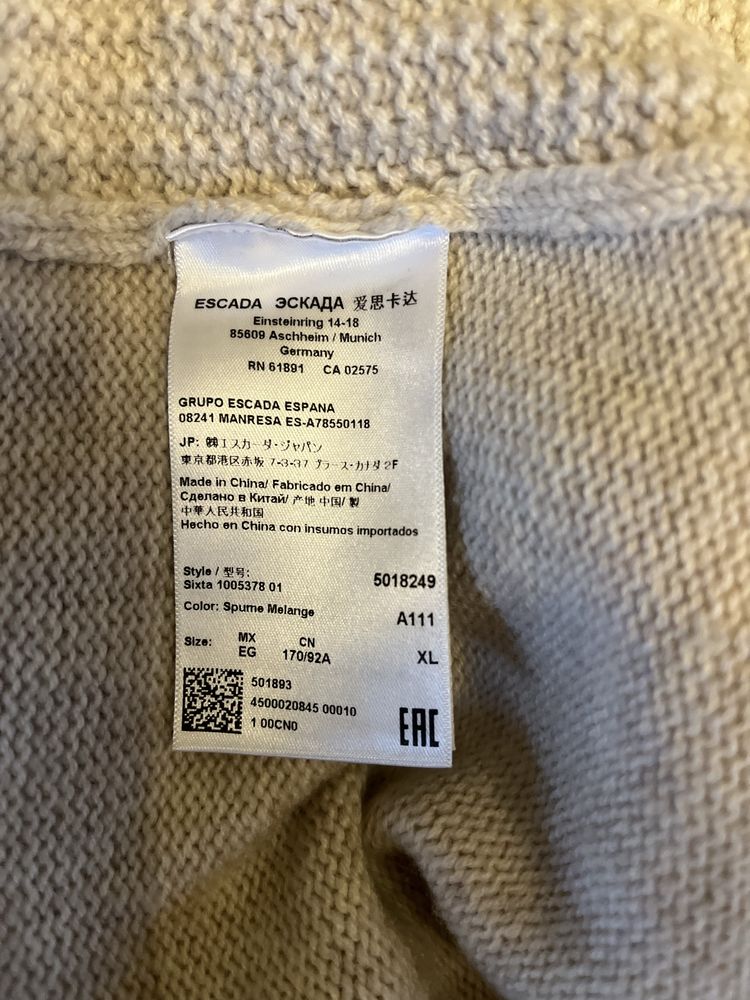 ESCADA ЭСКАДА 爱思卡达
Einsteinring 14-18
85609 Aschheim / Munich
Germany
RN 61891 CA 02575
GRUPO ESCADA ESPANA
08241 MANRESA ES-A78550118
JP: ㈱エスカーダ・ジャパン
東京都港区赤坂 7-3-37 プラース・カナダ 2F
Made in China/ Fabricado em China/
Сделано в Китай/ 产地 中国/ 製
中華人民共和国
Hecho en China con insumos importados
Style / 型号:
Sixta 1005378 01 5018249
Color: Spume Melange A111
Size: MX CN
EG 170/92A XL
501893
4500020845 00010
1 00CN0
EAC